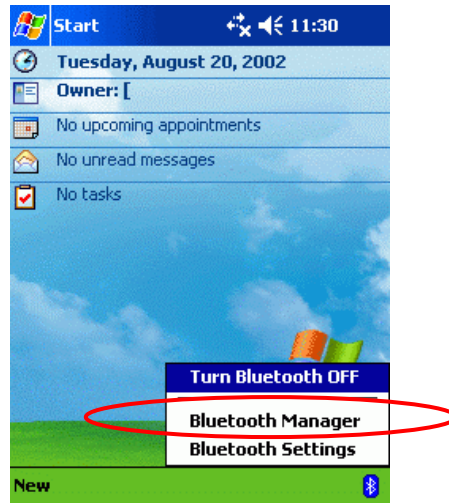 Start 11:30
Tuesday, August 20, 2002
Owner: [
No upcoming appointments
No unread messages
No tasks
Turn Bluetooth OFF
Bluetooth Manager
Bluetooth Settings
New